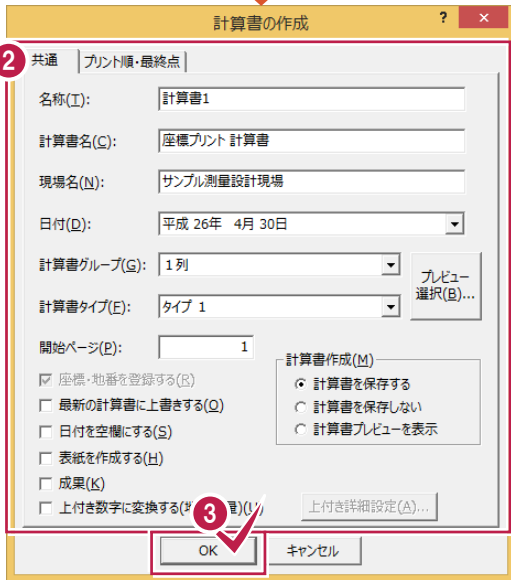 計算書の作成
? ×
2
共通 プリント順・最終点
名称(T): 計算書1
計算書名(C): 座標プリント 計算書
現場名(N): サンプル測量設計現場
日付(D): 平成 26年 4月 30日
計算書グループ(G): 1列
計算書タイプ(F): タイプ 1
プレビュー
選択(B)...
開始ページ(P): 1
計算書作成(M)
座標・地番を登録する(R)
計算書を保存する
最新の計算書に上書きする(O)
計算書を保存しない
日付を空欄にする(S)
計算書プレビューを表示
表紙を作成する(H)
成果(K)
上付き数字に変換する(
上付き詳細設定(A)...
3
OK キャンセル